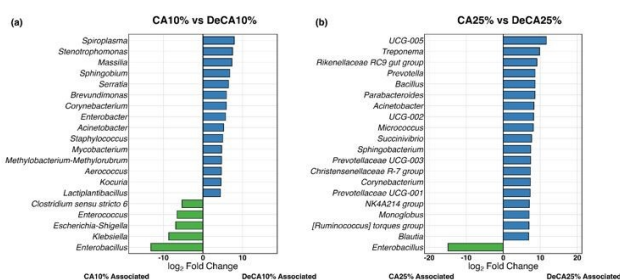 (a)
CA10% vs DeCA10%
Spiroplasma
Stenotrophomonas
Massilia
Sphingobium
Serratia
Brevundimonas
Corynebacterium
Enterobacter
Acinetobacter
Staphylococcus
Mycobacterium
Methylobacterium-Methylorubrum
Aerococcus
Kocuria
Lactiplantibacillus
Clostridium sensu stricto 6
Enterococcus
Escherichia-Shigella
Klebsiella
Enterobacillus
-10 0 10
log2 Fold Change
CA10% Associated DeCA10% Associated
(b)
CA25% vs DeCA25%
UCG-005
Treponema
Rikenellaceae RC9 gut group
Prevotella
Bacillus
Parabacteroides
Acinetobacter
UCG-002
Micrococcus
Succinivibrio
Sphingobacterium
Prevotellaceae UCG-003
Christensenellaceae R-7 group
Corynebacterium
Prevotellaceae UCG-001
NK4A214 group
Monoglobus
[Ruminococcus] torques group
Blautia
Enterobacillus
-20 -10 0 10 20
log2 Fold Change
CA25% Associated DeCA25% Associated